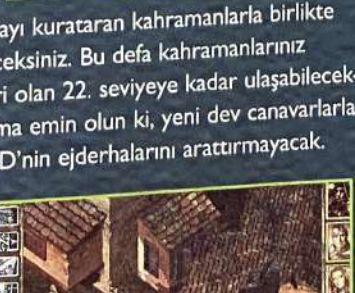 ayı kurataran kahramanlarla birlikte
eksiniz. Bu defa kahramanlarınız
ri olan 22. seviyeye kadar ulaşabilecek-
ma emin olun ki, yeni dev canavarlarla
D'nin ejderhalarını arattırmayacak.